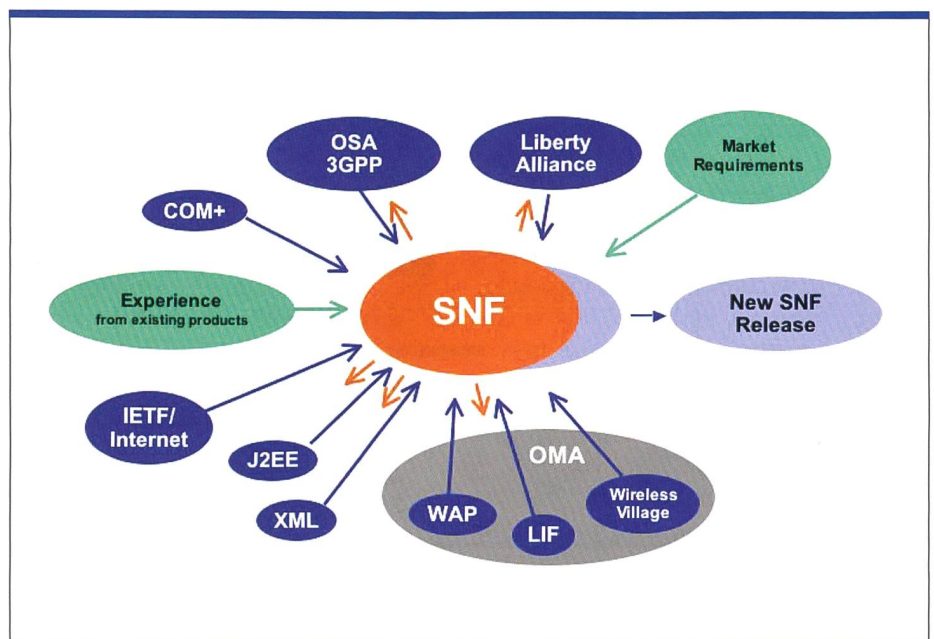 OSA
3GPP
Liberty
Alliance
Market
Requirements
COM+
Experience
from existing products
SNF
New SNF
Release
IETF/
Internet
J2EE
XML
OMA
WAP
LIF
Wireless
Village